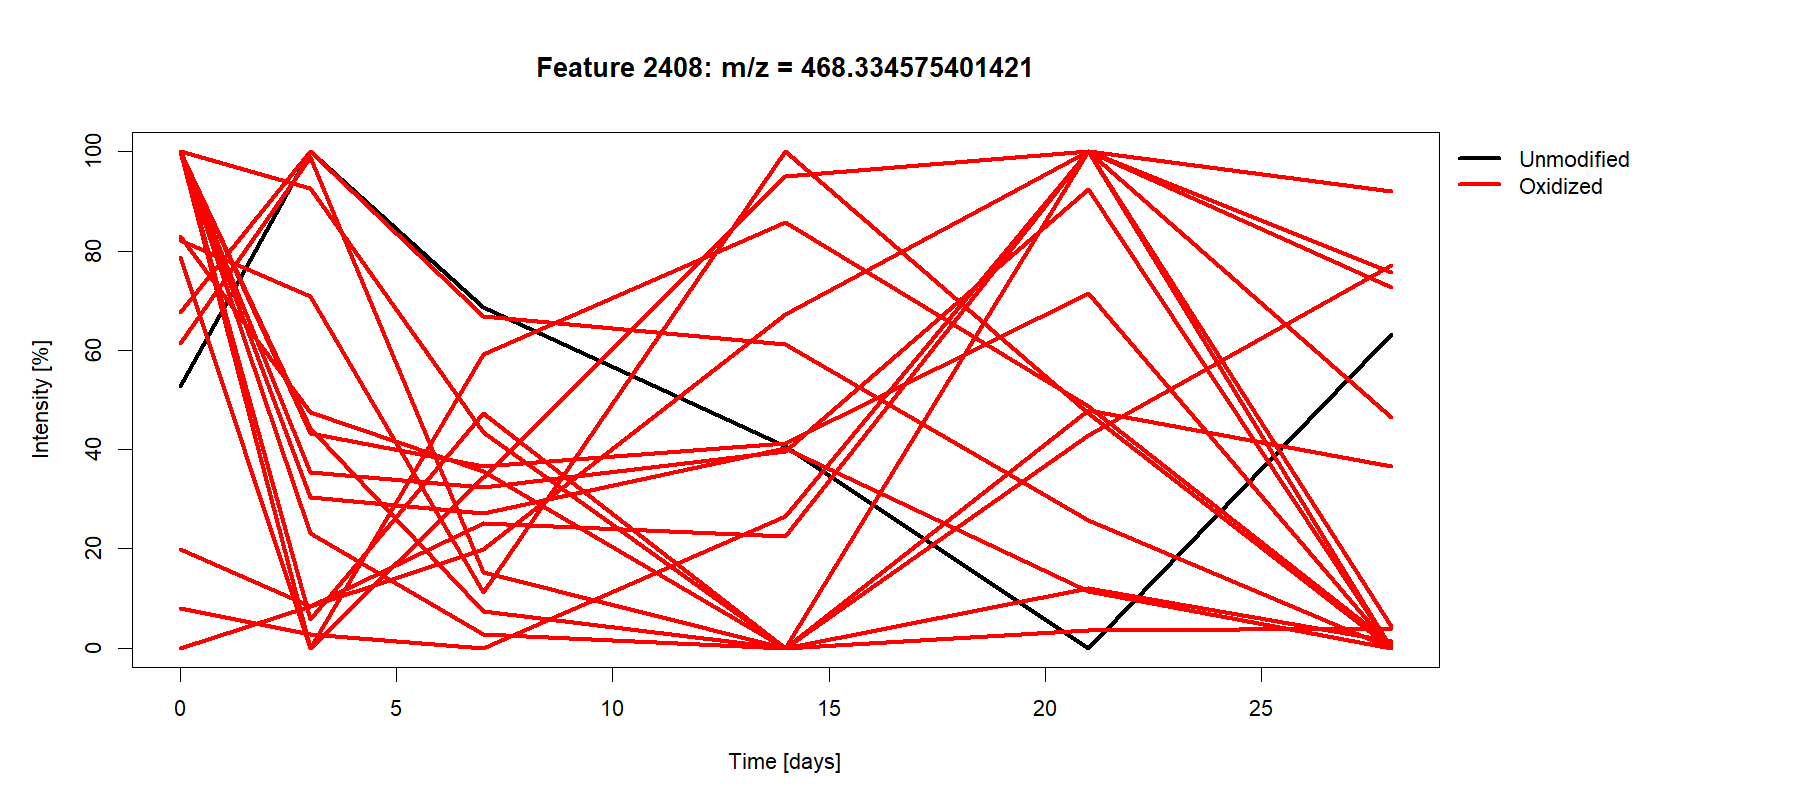 Feature 2408: m/z = 468.334575401421
Unmodified
Oxidized
Intensity [%]
100
80
60
40
20
0
0 5 10 15 20 25
Time [days]